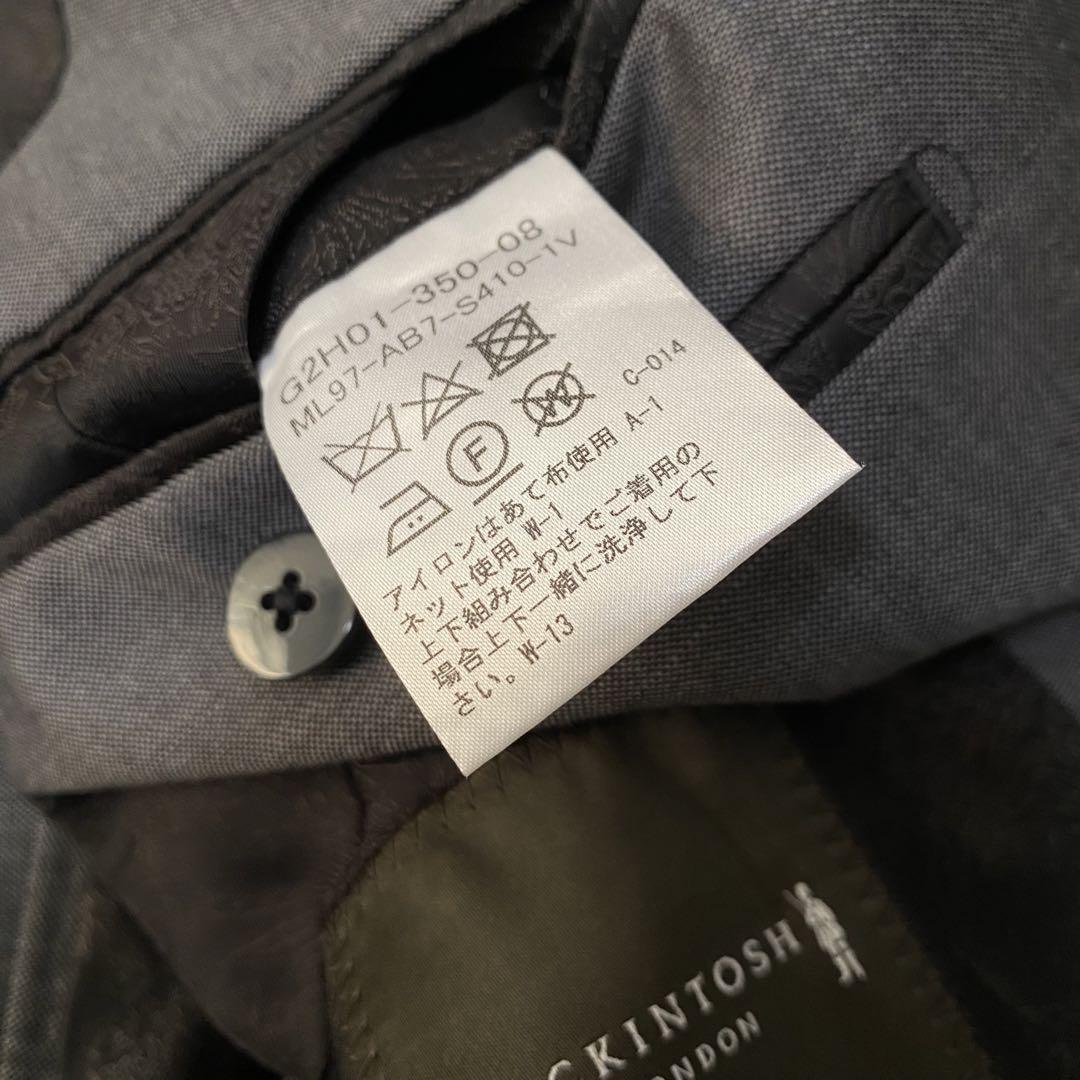 G2H01-350-08
ML97-AB7-S410-1V
F
W
C-014
アイロンはあて布使用 A-1
ネット使用 W-1
上下組み合わせでご着用の
場合上下一緒に洗浄して下
さい。W-13
CKINTOSH
ONDON